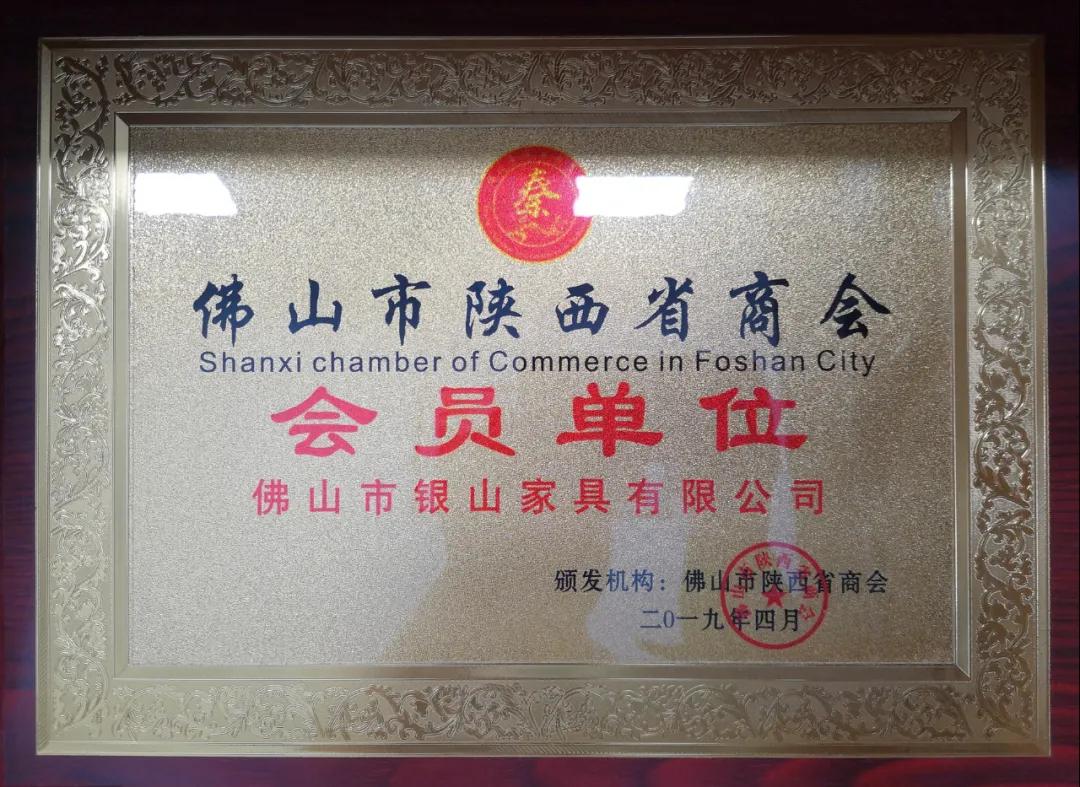 秦
佛山市陕西省商会
Shanxi chamber of Commerce in Foshan City
会员单位
佛山市银山家具有限公司
颁发机构：佛山市陕西省商会
二0一九年四月